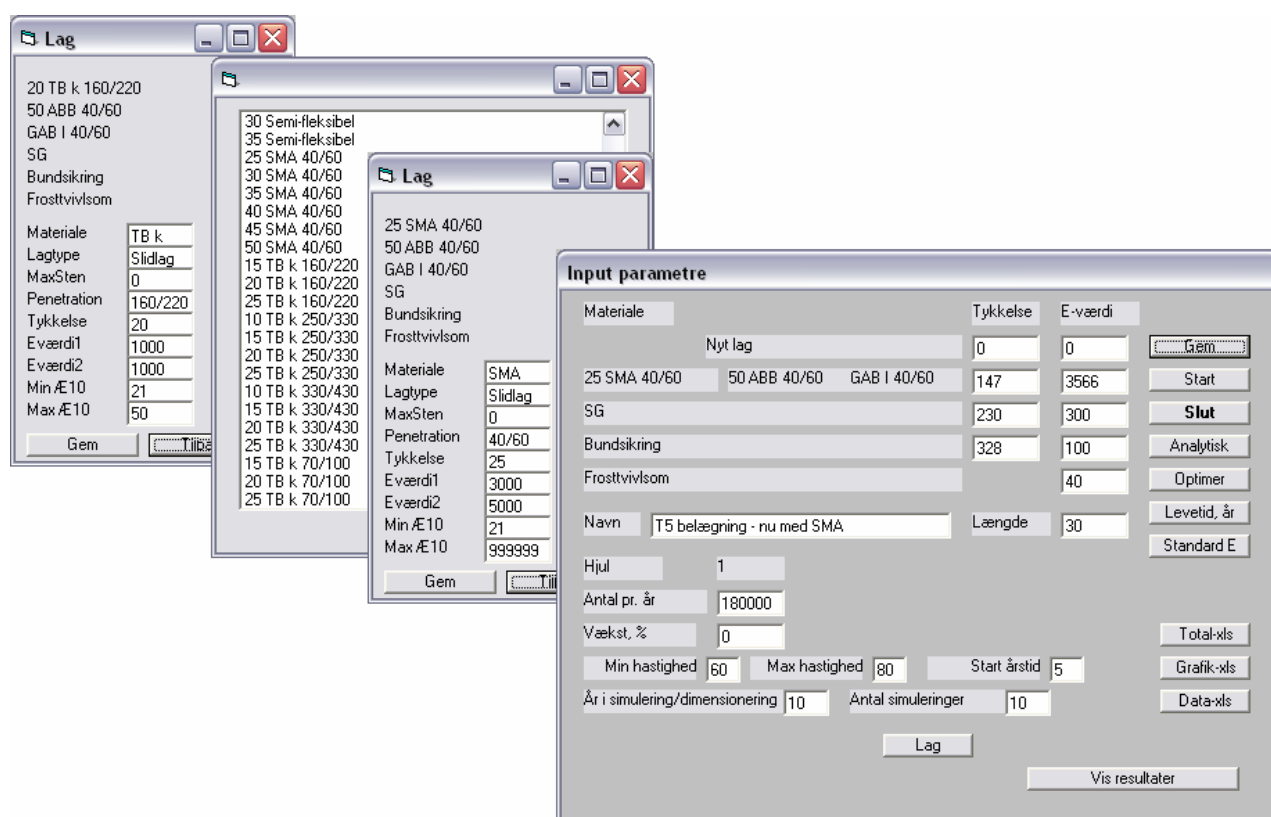 Lag
20 TB k 160/220
50 ABB 40/60
GAB I 40/60
SG
Bundsikring
Frosttvivlsom
Materiale TB k
Lagtype Slidlag
MaxSten 0
Penetration 160/220
Tykkelse 20
Eværdi1 1000
Eværdi2 1000
Min Æ10 21
Max Æ10 50
Gem
30 Semi-fleksibel
35 Semi-fleksibel
25 SMA 40/60
30 SMA 40/60
35 SMA 40/60
40 SMA 40/60
45 SMA 40/60
50 SMA 40/60
15 TB k 160/220
20 TB k 160/220
25 TB k 160/220
10 TB k 250/330
15 TB k 250/330
20 TB k 250/330
25 TB k 250/330
10 TB k 330/430
15 TB k 330/430
20 TB k 330/430
25 TB k 330/430
15 TB k 70/100
20 TB k 70/100
25 TB k 70/100
Lag
25 SMA 40/60
50 ABB 40/60
GAB I 40/60
SG
Bundsikring
Frosttvivlsom
Materiale SMA
Lagtype Slidlag
MaxSten 0
Penetration 40/60
Tykkelse 25
Eværdi1 3000
Eværdi2 5000
Min Æ10 21
Max Æ10 999999
Gem
Input parametre
Materiale Tykkelse E-værdi
Nyt lag 0 0 Gem
25 SMA 40/60 50 ABB 40/60 GAB I 40/60 147 3566 Start
SG 230 300 Slut
Bundsikring 328 100 Analytisk
Frosttvivlsom 40 Optimer
Levetid, år
Navn T5 belægning - nu med SMA Længde 30
Standard E
Hjul 1
Antal pr. år 180000
Vækst, % 0 Total-xls
Min hastighed 60 Max hastighed 80 Start årstid 5 Grafik-xls
År i simulering/dimensionering 10 Antal simuleringer 10 Data-xls
Lag
Vis resultater